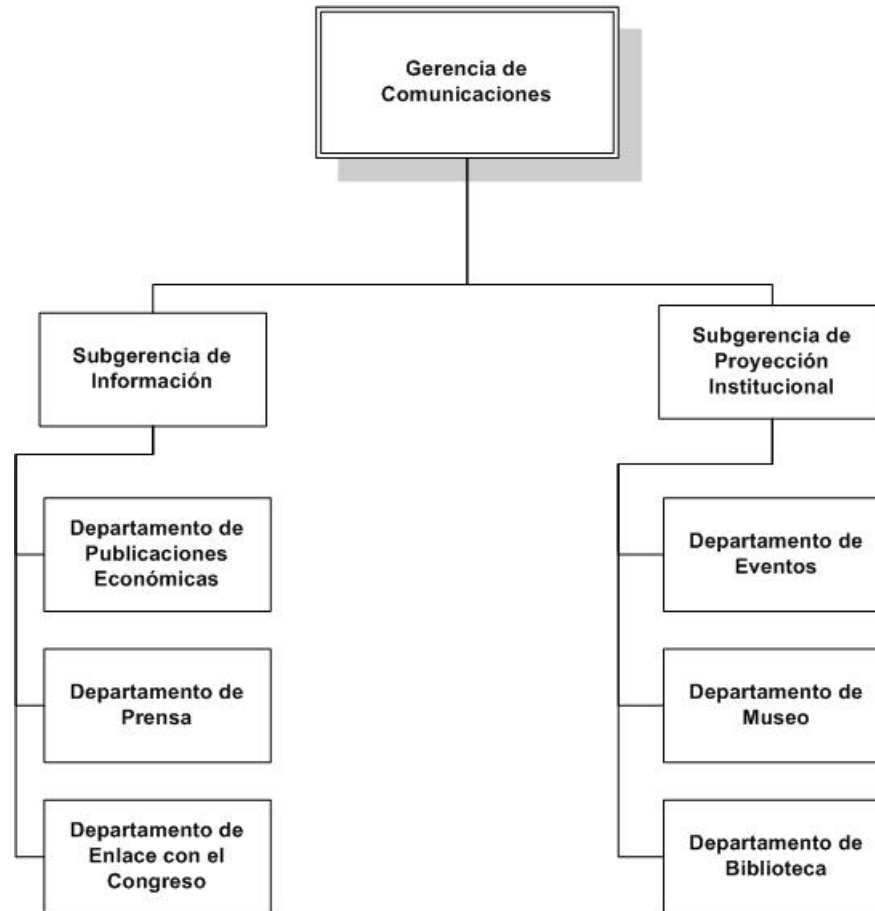 Gerencia de
Comunicaciones
Subgerencia de
Información
Subgerencia de
Proyección
Institucional
Departamento de
Publicaciones
Económicas
Departamento de
Prensa
Departamento de
Enlace con el
Congreso
Departamento de
Eventos
Departamento de
Museo
Departamento de
Biblioteca